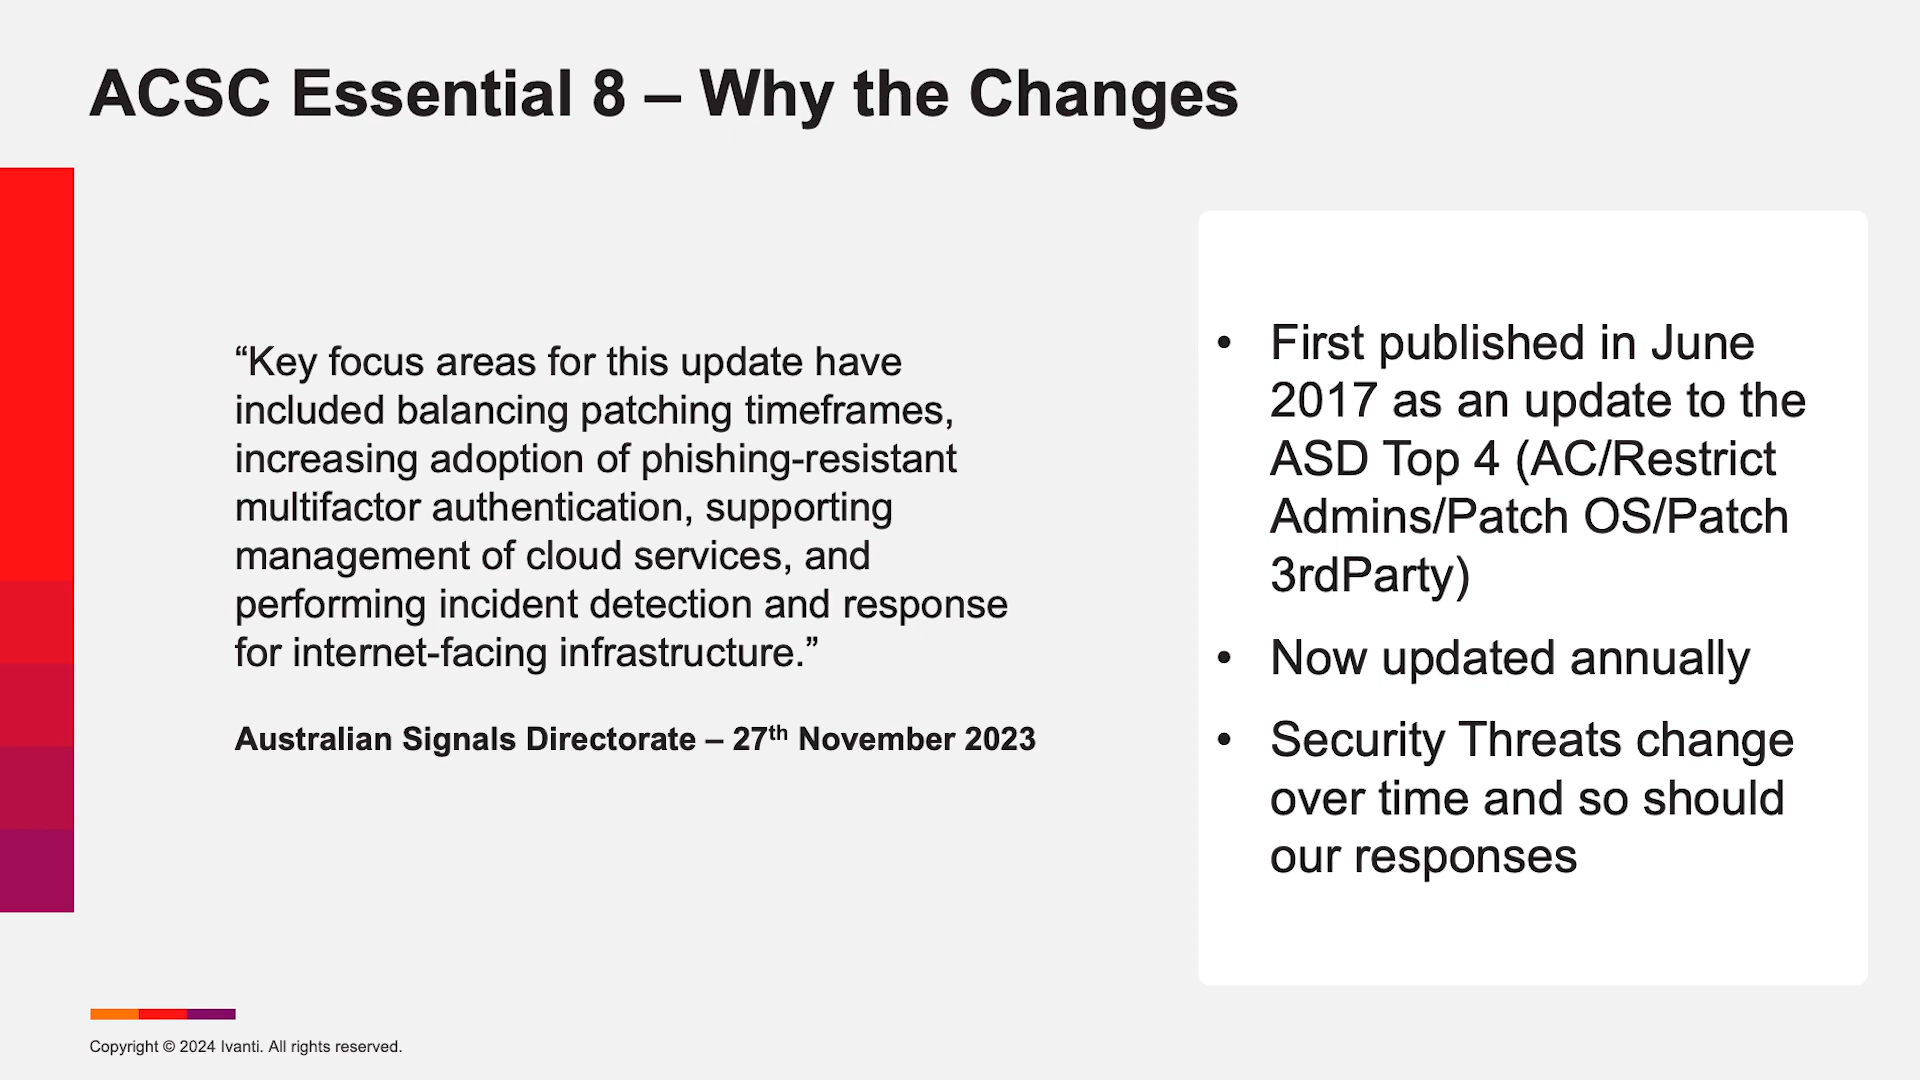 ACSC Essential 8 – Why the Changes
“Key focus areas for this update have
included balancing patching timeframes,
increasing adoption of phishing-resistant
multifactor authentication, supporting
management of cloud services, and
performing incident detection and response
for internet-facing infrastructure.”
Australian Signals Directorate – 27th November 2023
• First published in June
2017 as an update to the
ASD Top 4 (AC/Restrict
Admins/Patch OS/Patch
3rdParty)
• Now updated annually
• Security Threats change
over time and so should
our responses
Copyright © 2024 Ivanti. All rights reserved.